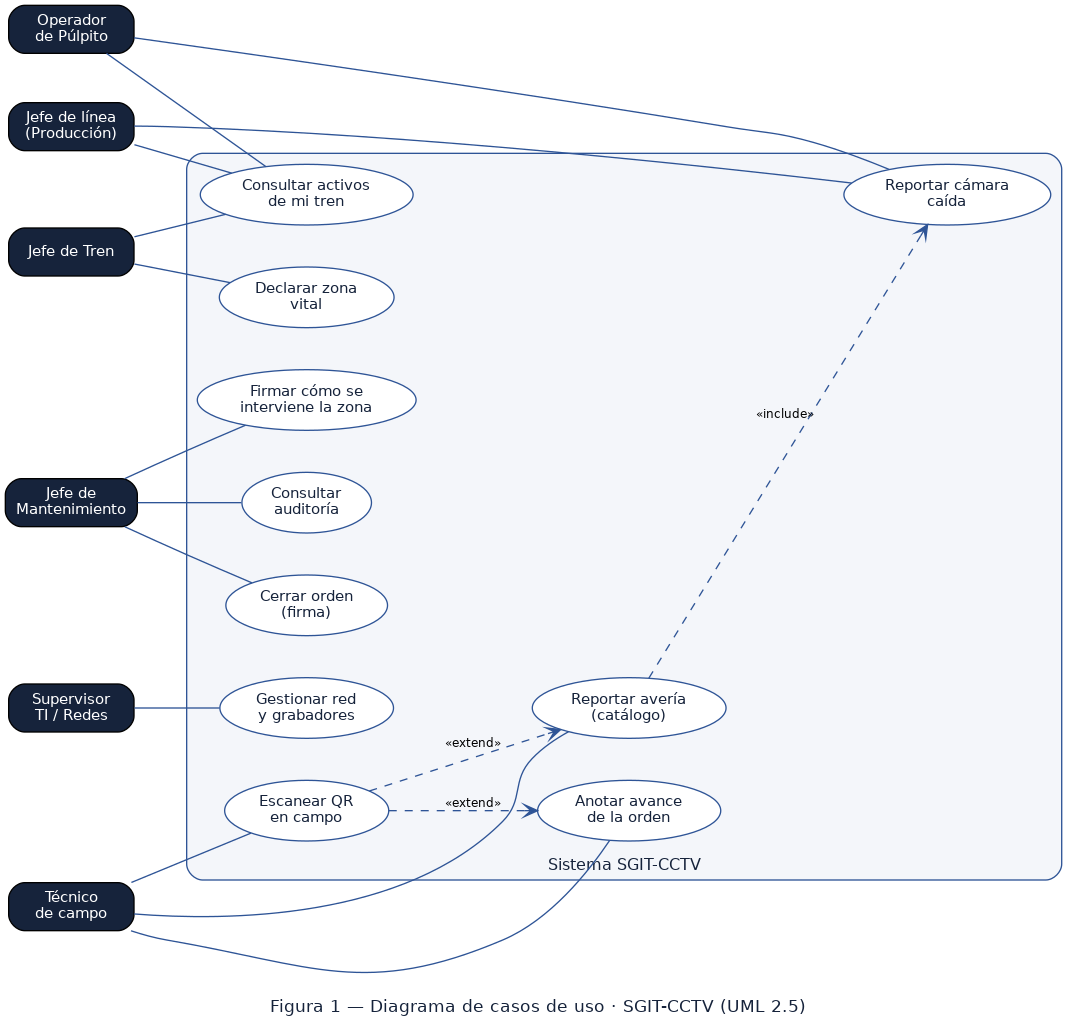 Operador
de Púlpito
Jefe de línea
(Producción)
Consultar activos
de mi tren
Reportar cámara
caída
Jefe de Tren
Declarar zona
vital
Firmar cómo se
interviene la zona
«include»
Jefe de
Mantenimiento
Consultar
auditoría
Cerrar orden
(firma)
Supervisor
TI / Redes
Gestionar red
y grabadores
Reportar avería
(catálogo)
«extend»
Escanear QR
en campo
«extend»
Anotar avance
de la orden
Sistema SGIT-CCTV
Técnico
de campo
Figura 1 — Diagrama de casos de uso · SGIT-CCTV (UML 2.5)